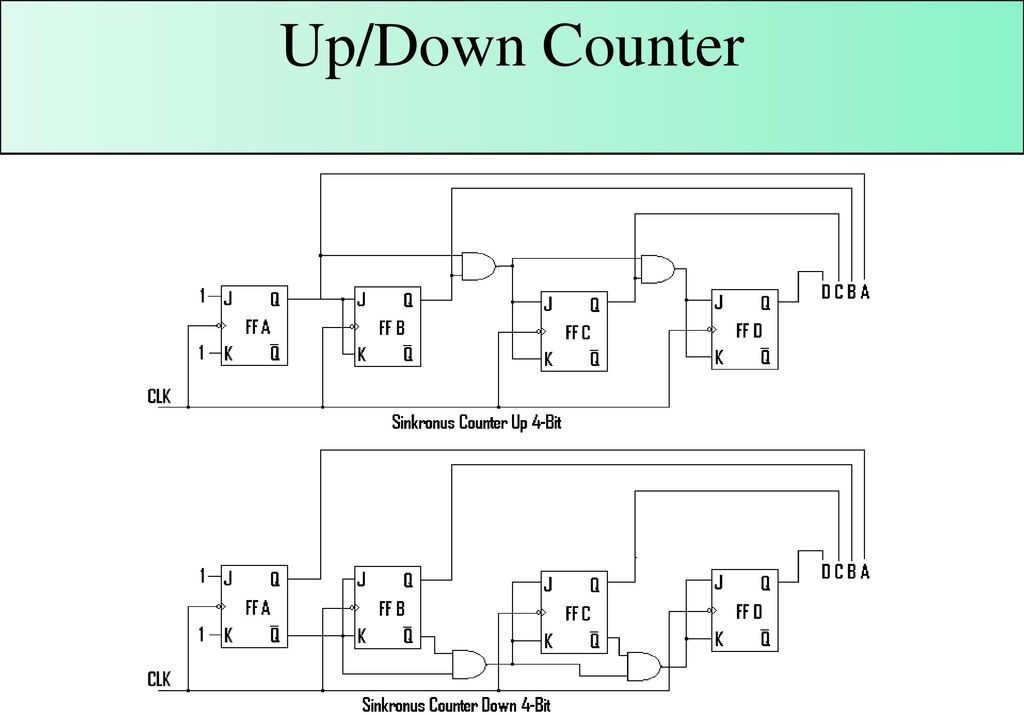 Up/Down Counter
D C B A
1 J Q J Q J Q J Q
FF A FF B FF C FF D
1 K Q̅ K Q̅ K Q̅ K Q̅
CLK
Sinkronus Counter Up 4-Bit
D C B A
1 J Q J Q J Q J Q
FF A FF B FF C FF D
1 K Q̅ K Q̅ K Q̅ K Q̅
CLK
Sinkronus Counter Down 4-Bit